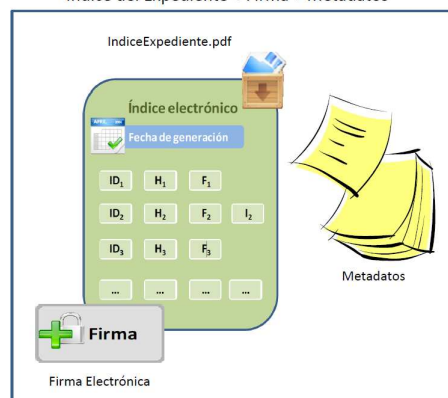 Índice del Expediente + Firma + Metadatos
IndiceExpediente.pdf
Índice electrónico
Fecha de generación
ID1 H1 F1
ID2 H2 F2 I2
ID3 H3 F3
... ... ... ...
Metadatos
Firma
Firma Electrónica